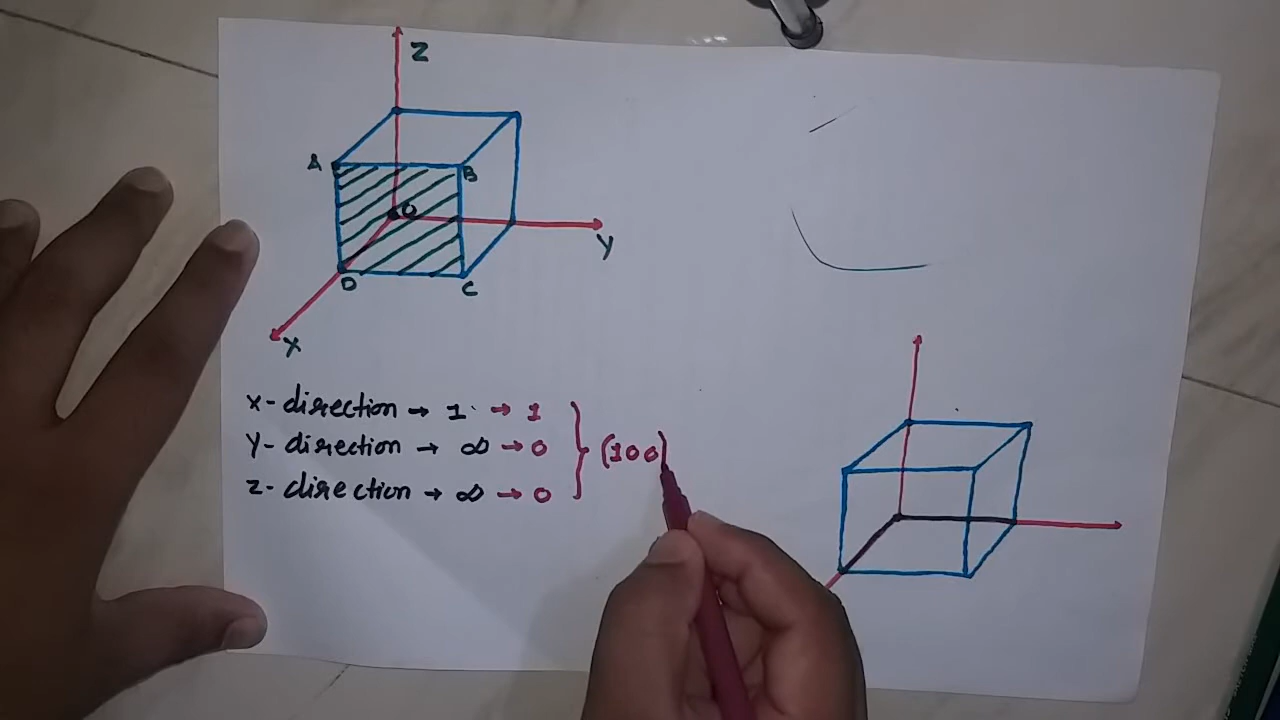 Z
A
B
O
Y
D
C
X
X- direction → 1 → 1
Y- direction → ∞ → 0
Z- direction → ∞ → 0
(100)